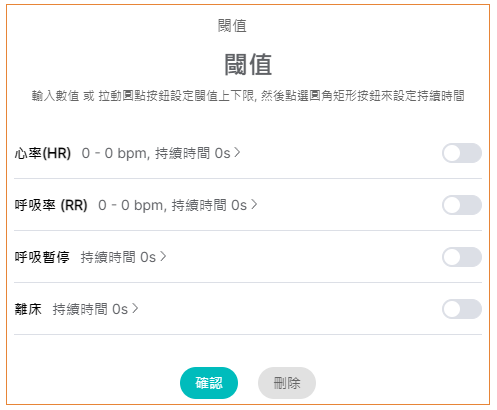 閾值
閾值
輸入數值 或 拉動圓點按鈕設定閾值上下限, 然後點選圓角矩形按鈕來設定持續時間
心率(HR) 0 - 0 bpm, 持續時間 0s
呼吸率 (RR) 0 - 0 bpm, 持續時間 0s
呼吸暫停 持續時間 0s
離床 持續時間 0s
確認 刪除